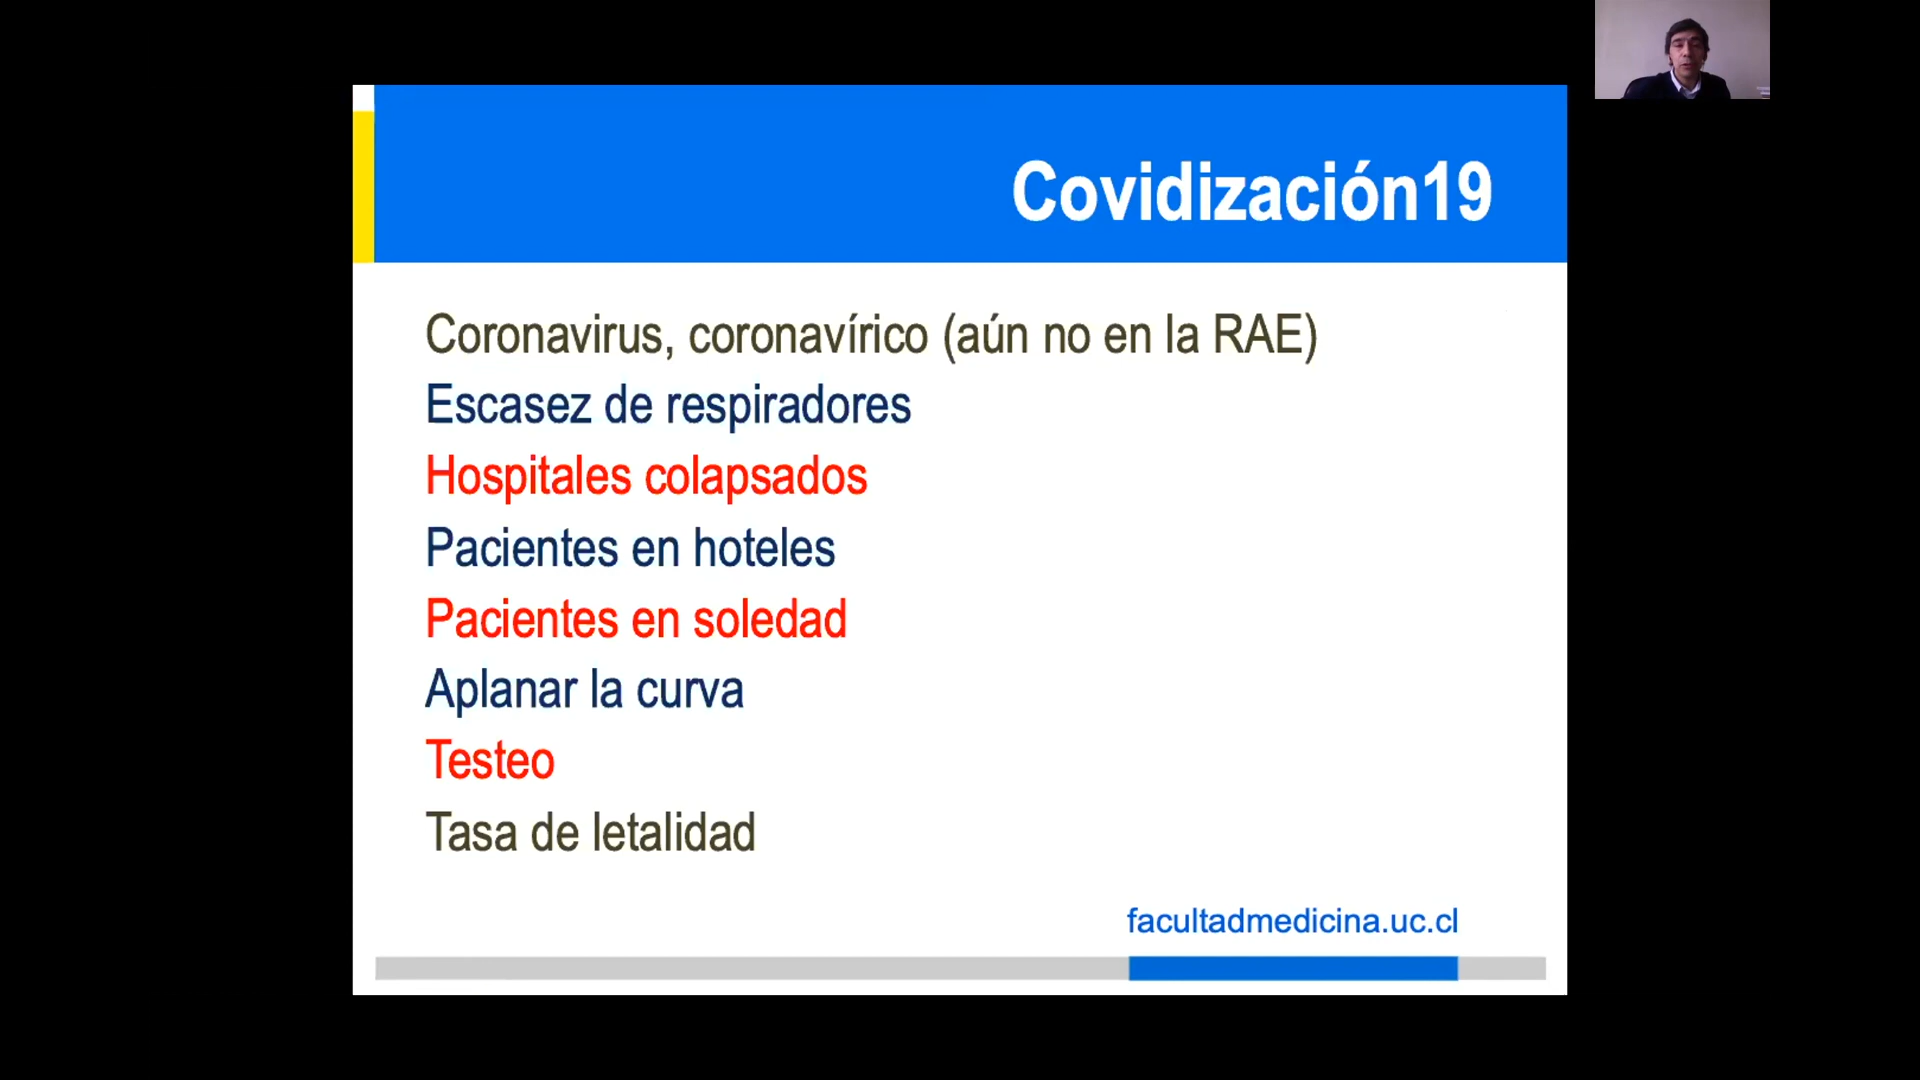 Covidización19
Coronavirus, coronavírico (aún no en la RAE)
Escasez de respiradores
Hospitales colapsados
Pacientes en hoteles
Pacientes en soledad
Aplanar la curva
Testeo
Tasa de letalidad
facultadmedicina.uc.cl